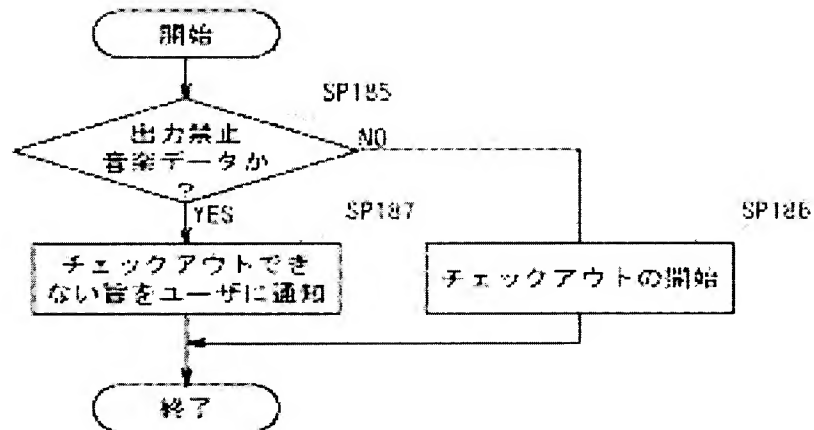 開始
SP185
出力禁止
音楽データか
?
NO
YES
SP187
SP186
チェックアウトでき
ない旨をユーザに通知
チェックアウトの開始
終了